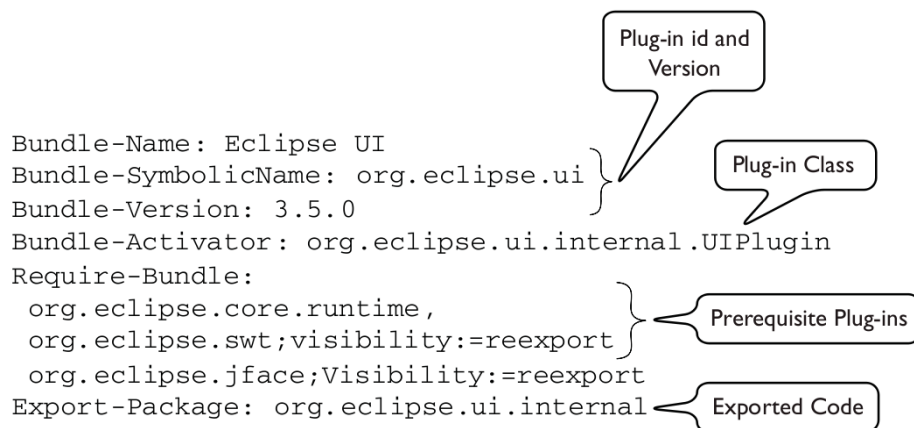 Plug-in id and
Version
Bundle-Name: Eclipse UI
Bundle-SymbolicName: org.eclipse.ui
Plug-in Class
Bundle-Version: 3.5.0
Bundle-Activator: org.eclipse.ui.internal.UIPlugin
Require-Bundle:
org.eclipse.core.runtime,
org.eclipse.swt;visibility:=reexport
Prerequisite Plug-ins
org.eclipse.jface;Visibility:=reexport
Export-Package: org.eclipse.ui.internal
Exported Code